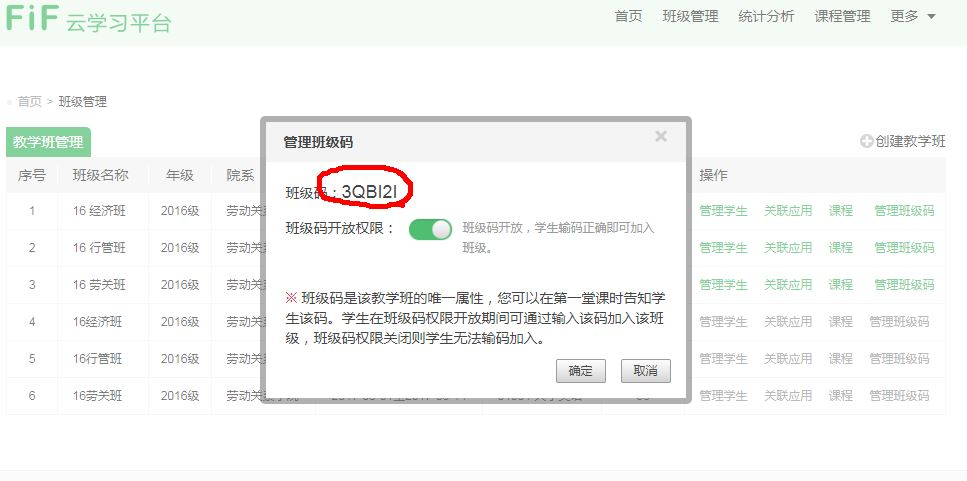 FiF 云学习平台
首页 班级管理 统计分析 课程管理 更多
首页 > 班级管理
教学班管理 创建教学班
序号 班级名称 年级 院系 操作
1 16 经济班 2016级 劳动关系 管理学生 关联应用 课程 管理班级码
2 16 行管班 2016级 劳动关系 管理学生 关联应用 课程 管理班级码
3 16 劳关班 2016级 劳动关系 管理学生 关联应用 课程 管理班级码
4 16经济班 2016级 劳动关系 管理学生 关联应用 课程 管理班级码
5 16行管班 2016级 劳动关系 管理学生 关联应用 课程 管理班级码
6 16劳关班 2016级 劳动关系 管理学生 关联应用 课程 管理班级码
管理班级码
班级码：3QBI2I
班级码开放权限： 班级码开放，学生输码正确即可加入
班级。
※ 班级码是该教学班的唯一属性，您可以在第一堂课时告知学
生该码。学生在班级码权限开放期间可通过输入该码加入该班
级，班级码权限关闭则学生无法输码加入。
确定 取消